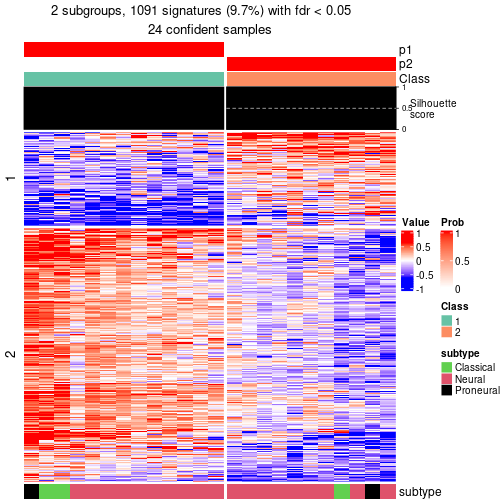 2 subgroups, 1091 signatures (9.7%) with fdr < 0.05
24 confident samples
p1
p2
Class
1
0.5
0
Silhouette
score
1
2
Value
1
0.5
0
-0.5
-1
Prob
1
0.5
0
Class
1
2
subtype
Classical
Neural
Proneural
subtype